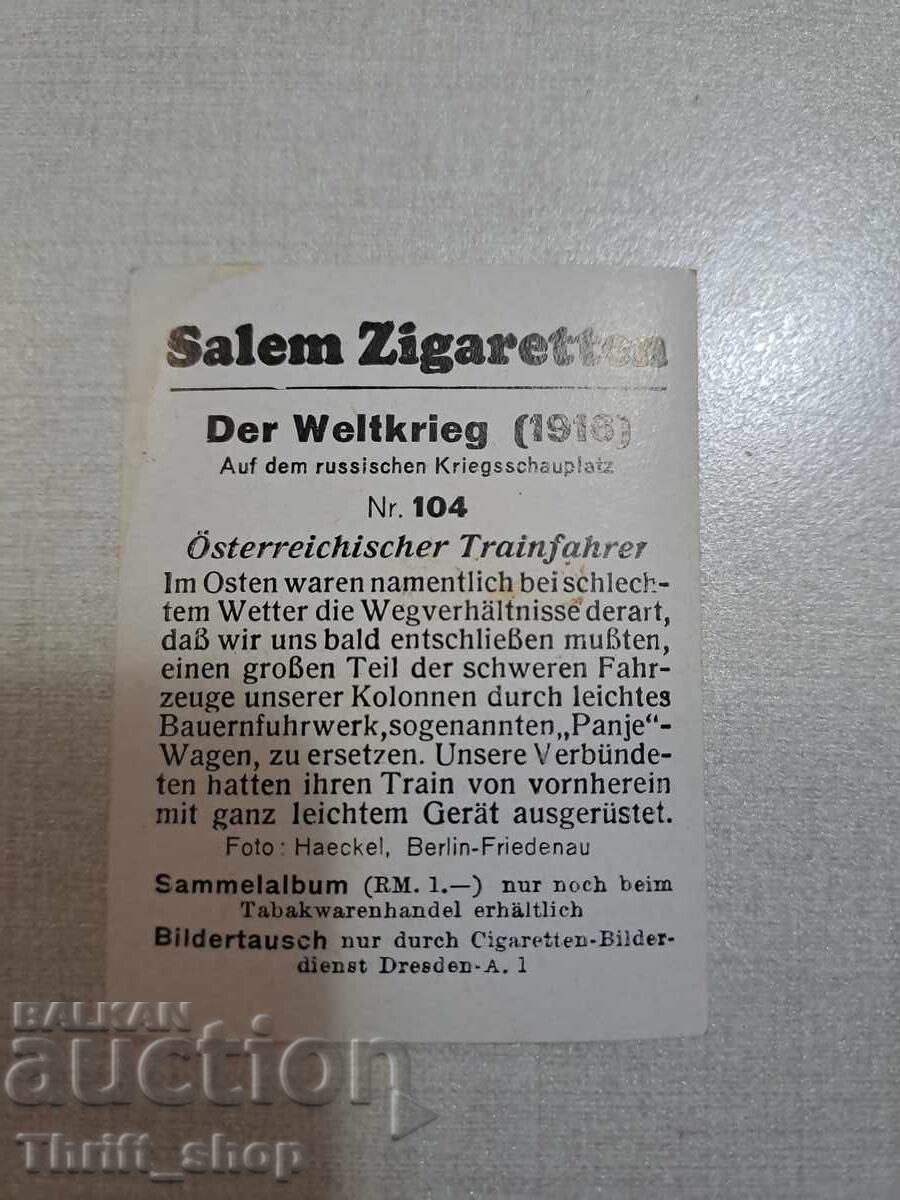 Salem Zigaretten
Der Weltkrieg (1916)
Auf dem russischen Kriegsschauplatz
Nr. 104
Österreichischer Trainfahrer
Im Osten waren namentlich bei schlech-
tem Wetter die Wegverhältnisse derart,
daß wir uns bald entschließen mußten,
einen großen Teil der schweren Fahr-
zeuge unserer Kolonnen durch leichtes
Bauernfuhrwerk,sogenannten„Panje“-
Wagen, zu ersetzen. Unsere Verbünde-
ten hatten ihren Train von vornherein
mit ganz leichtem Gerät ausgerüstet.
Foto: Haeckel, Berlin-Friedenau
Sammelalbum (RM. 1.—) nur noch beim
Tabakwarenhandel erhältlich
Bildertausch nur durch Cigaretten-Bilder-
dienst Dresden-A. 1
BALKAN
auction
Thrift_shop